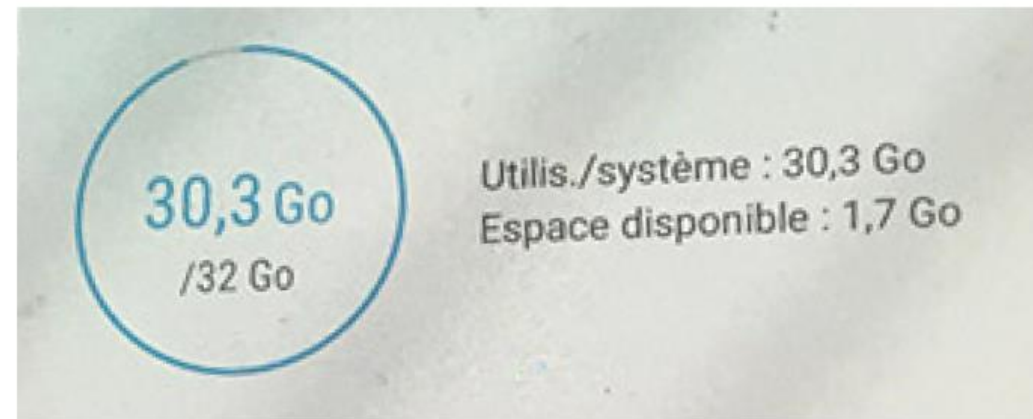 30,3 Go
/32 Go
Utilis./système : 30,3 Go
Espace disponible : 1,7 Go